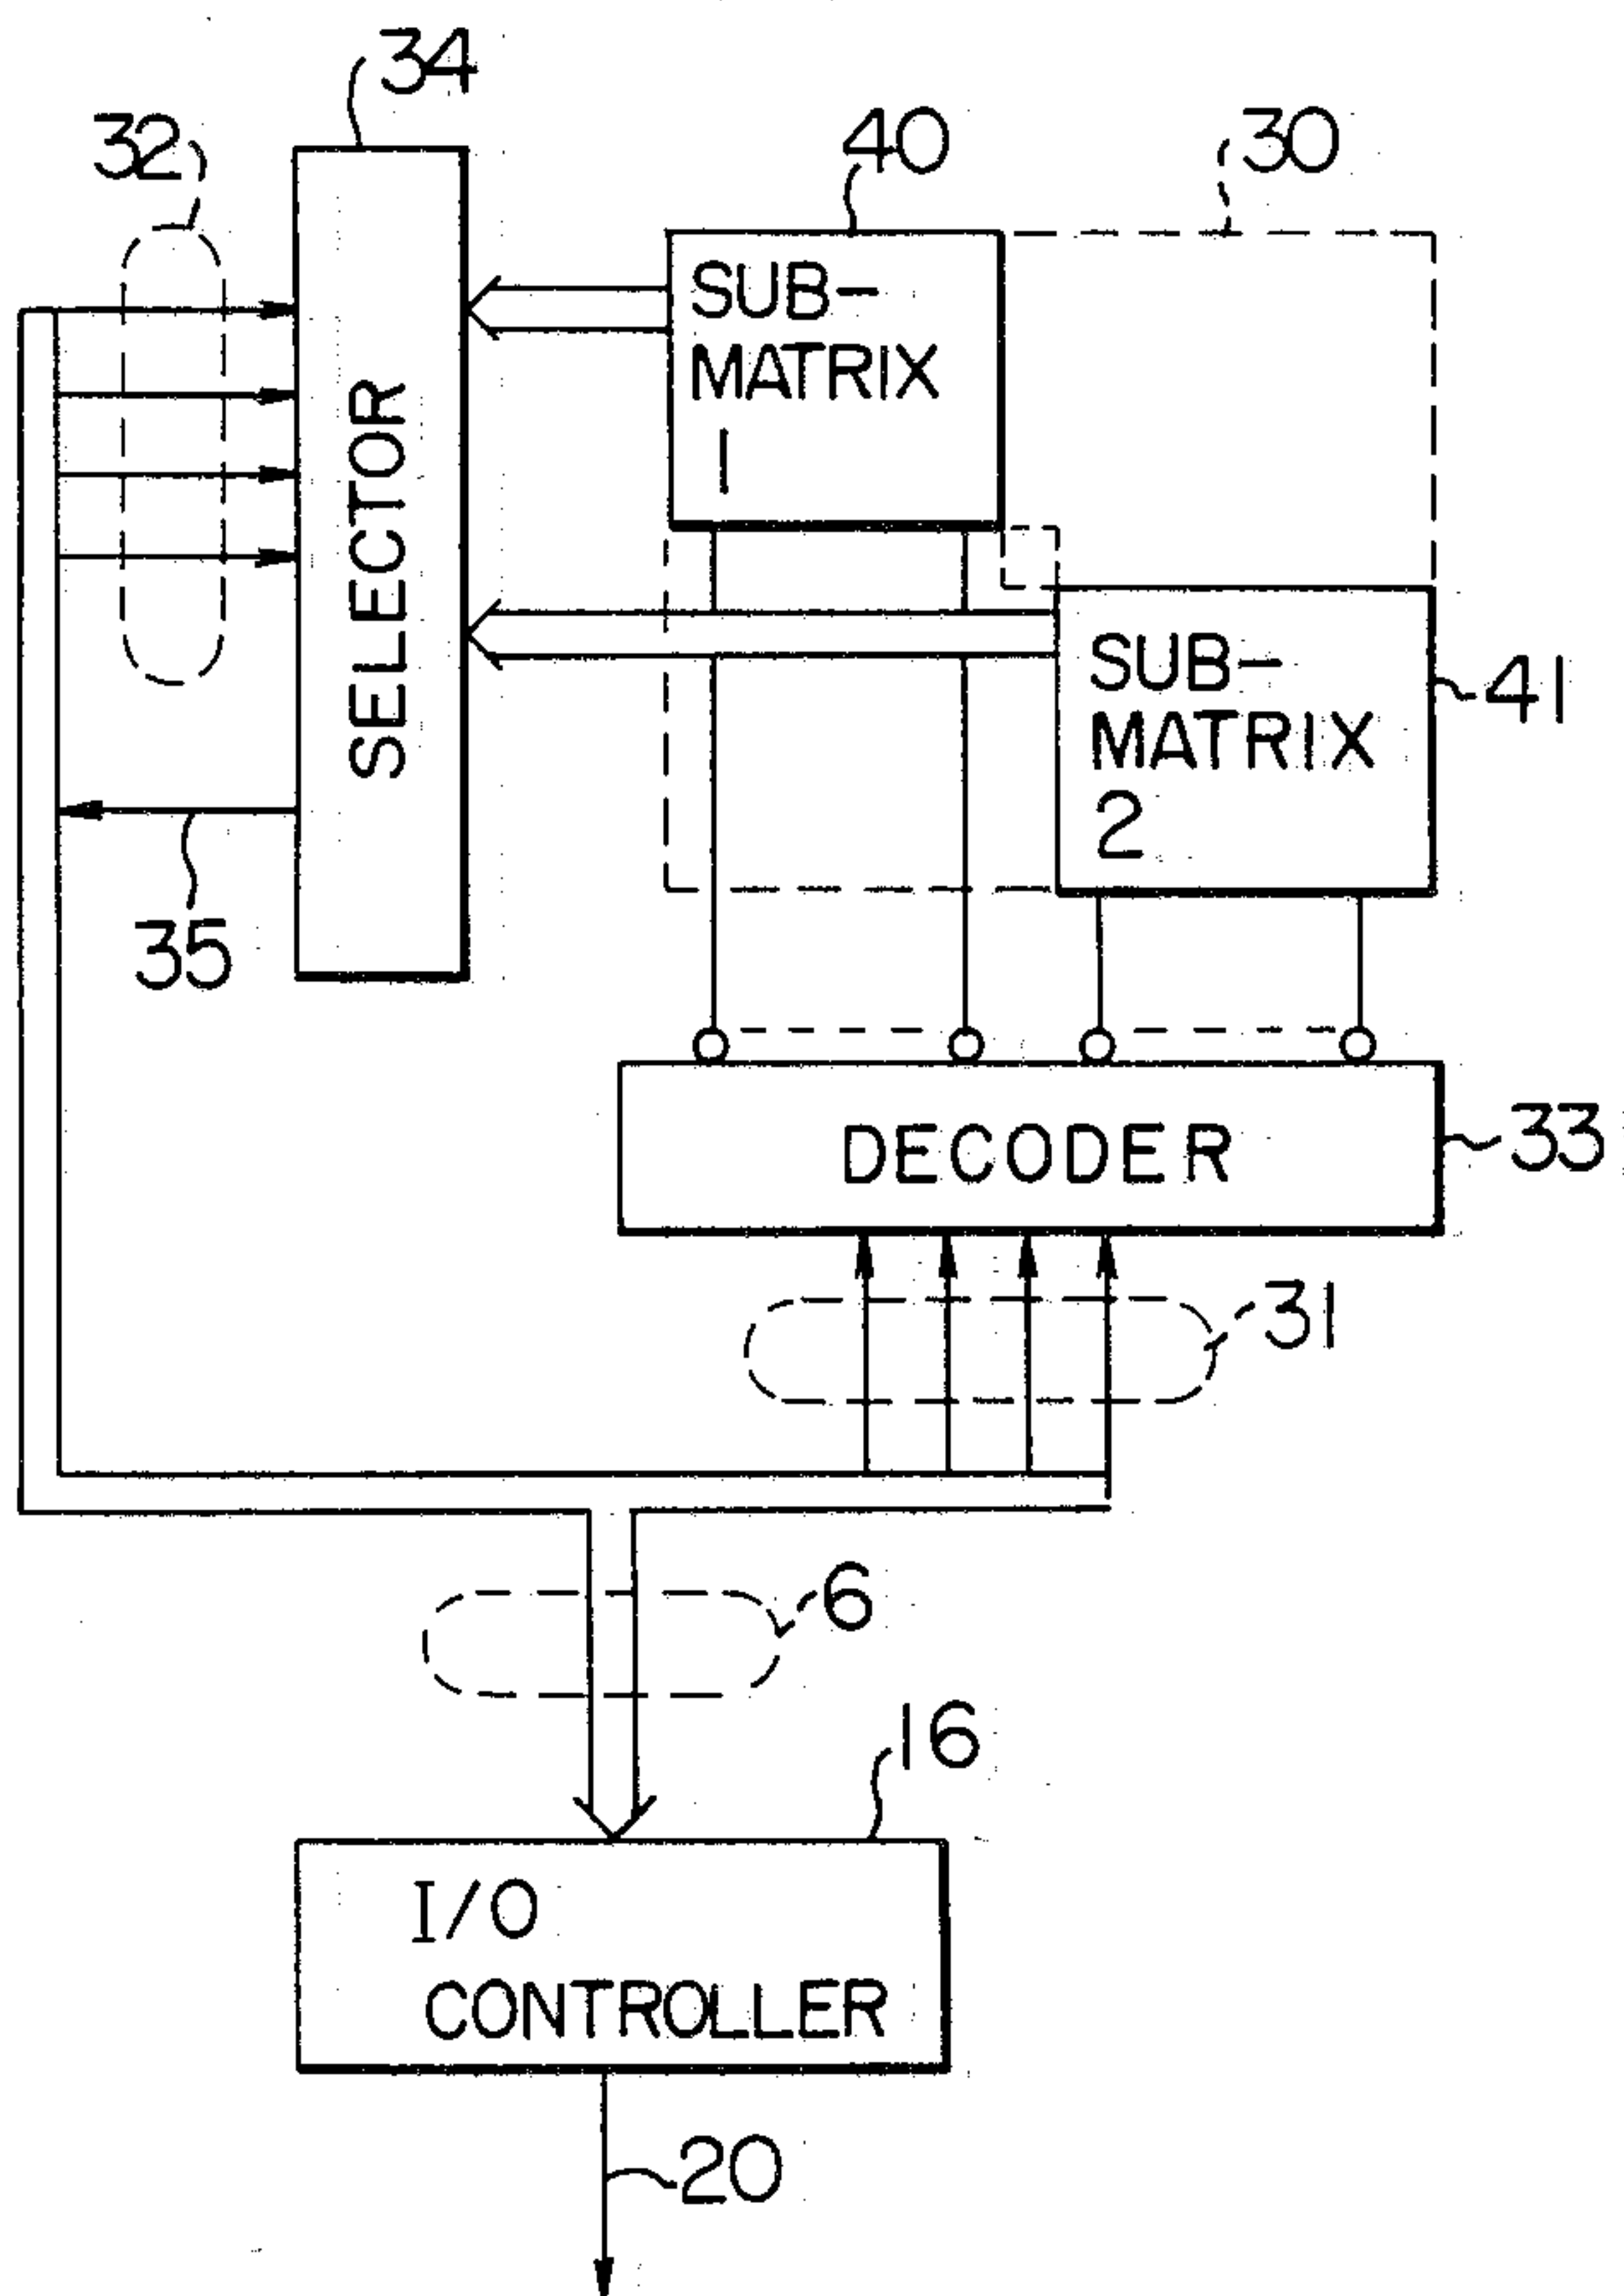 34
32
40
30
SUB-
MATRIX
1
SELECTOR
SUB-
MATRIX
2
41
35
DECODER
33
31
6
16
I/O
CONTROLLER
20